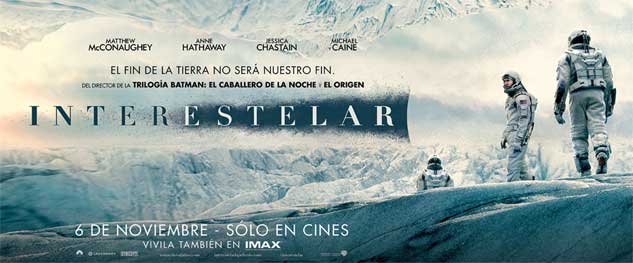 MATTHEW McCONAUGHEY
ANNE HATHAWAY
JESSICA CHASTAIN
MICHAEL CAINE
EL FIN DE LA TIERRA NO SERÁ NUESTRO FIN.
DEL DIRECTOR DE LA TRILOGÍA BATMAN: EL CABALLERO DE LA NOCHE Y EL ORIGEN
INTERESTELAR
6 DE NOVIEMBRE - SÓLO EN CINES
VIVILA TAMBIÉN EN IMAX